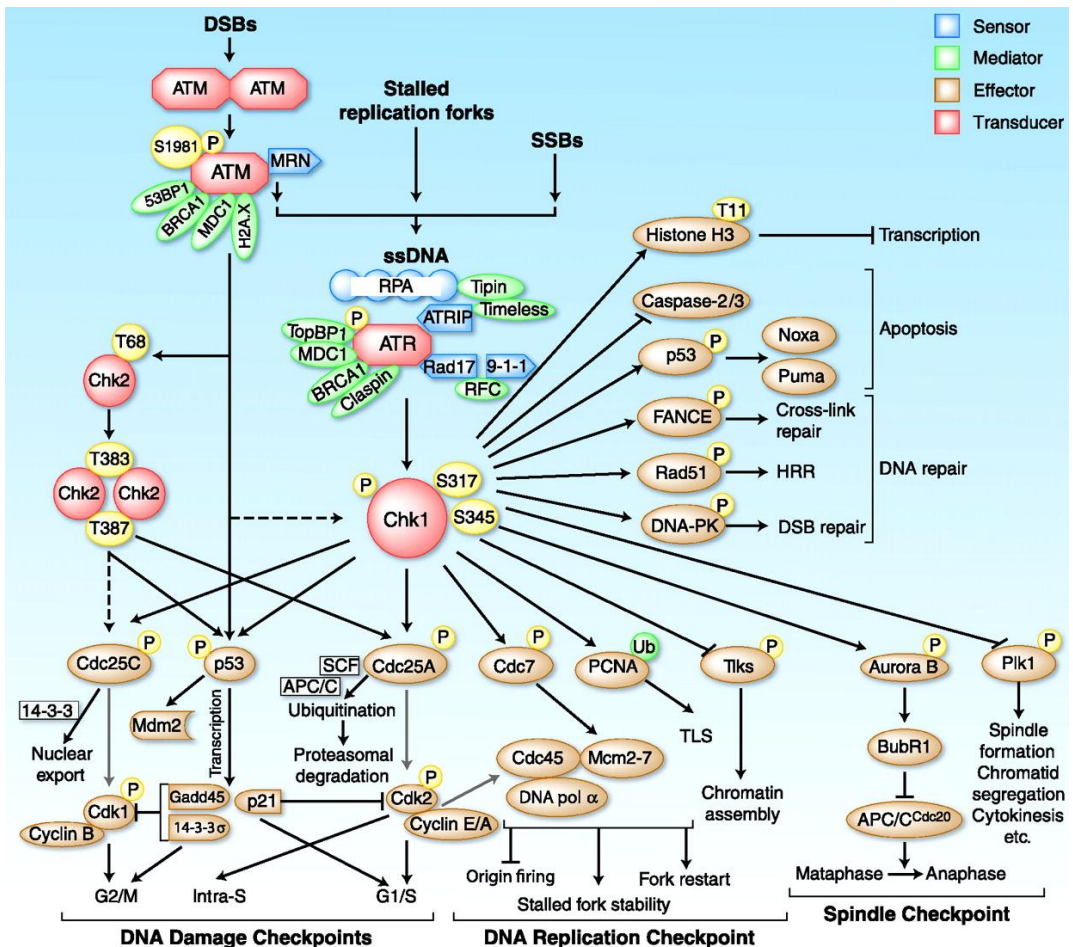 DSBs
ATM
ATM
Stalled
replication forks
SSBs
Sensor
Mediator
Effector
Transducer
S1981
P
ATM
MRN
53BP1
BRCA1
MDC1
H2A.X
ssDNA
RPA
Tipin
Timeless
ATRIP
P
TopBP1
MDC1
ATR
BRCA1
Claspin
Rad17
9-1-1
RFC
T68
Chk2
T383
Chk2
Chk2
T387
P
Chk1
S317
S345
T11
Histone H3
Transcription
Caspase-2/3
P
p53
Noxa
Puma
Apoptosis
P
FANCE
Cross-link
repair
P
Rad51
HRR
P
DNA-PK
DSB repair
DNA repair
P
Cdc25C
14-3-3
Nuclear
export
P
p53
Mdm2
Transcription
P
Cdc25A
SCF
APC/C
Ubiquitination
Proteasomal
degradation
P
Cdc7
Ub
PCNA
TLS
P
Tlks
Chromatin
assembly
P
Aurora B
BubR1
APC/C^Cdc20
Mataphase
Anaphase
P
Plk1
Spindle
formation
Chromatid
segregation
Cytokinesis
etc.
P
Cdk1
Cyclin B
Gadd45
14-3-3σ
p21
P
Cdk2
Cyclin E/A
Cdc45
Mcm2-7
DNA pol α
G2/M
Intra-S
G1/S
Origin firing
Stalled fork stability
Fork restart
DNA Damage Checkpoints
DNA Replication Checkpoint
Spindle Checkpoint